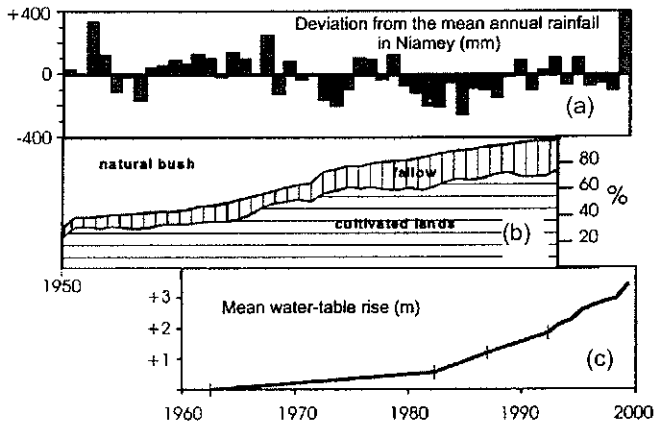 +400
Deviation from the mean annual rainfall
in Niamey (mm)
0
(a)
-400
natural bush
80
fallow
60
%
40
cultivated lands
(b)
20
1950
+3
Mean water-table rise (m)
+2
+1
(c)
1960 1970 1980 1990 2000